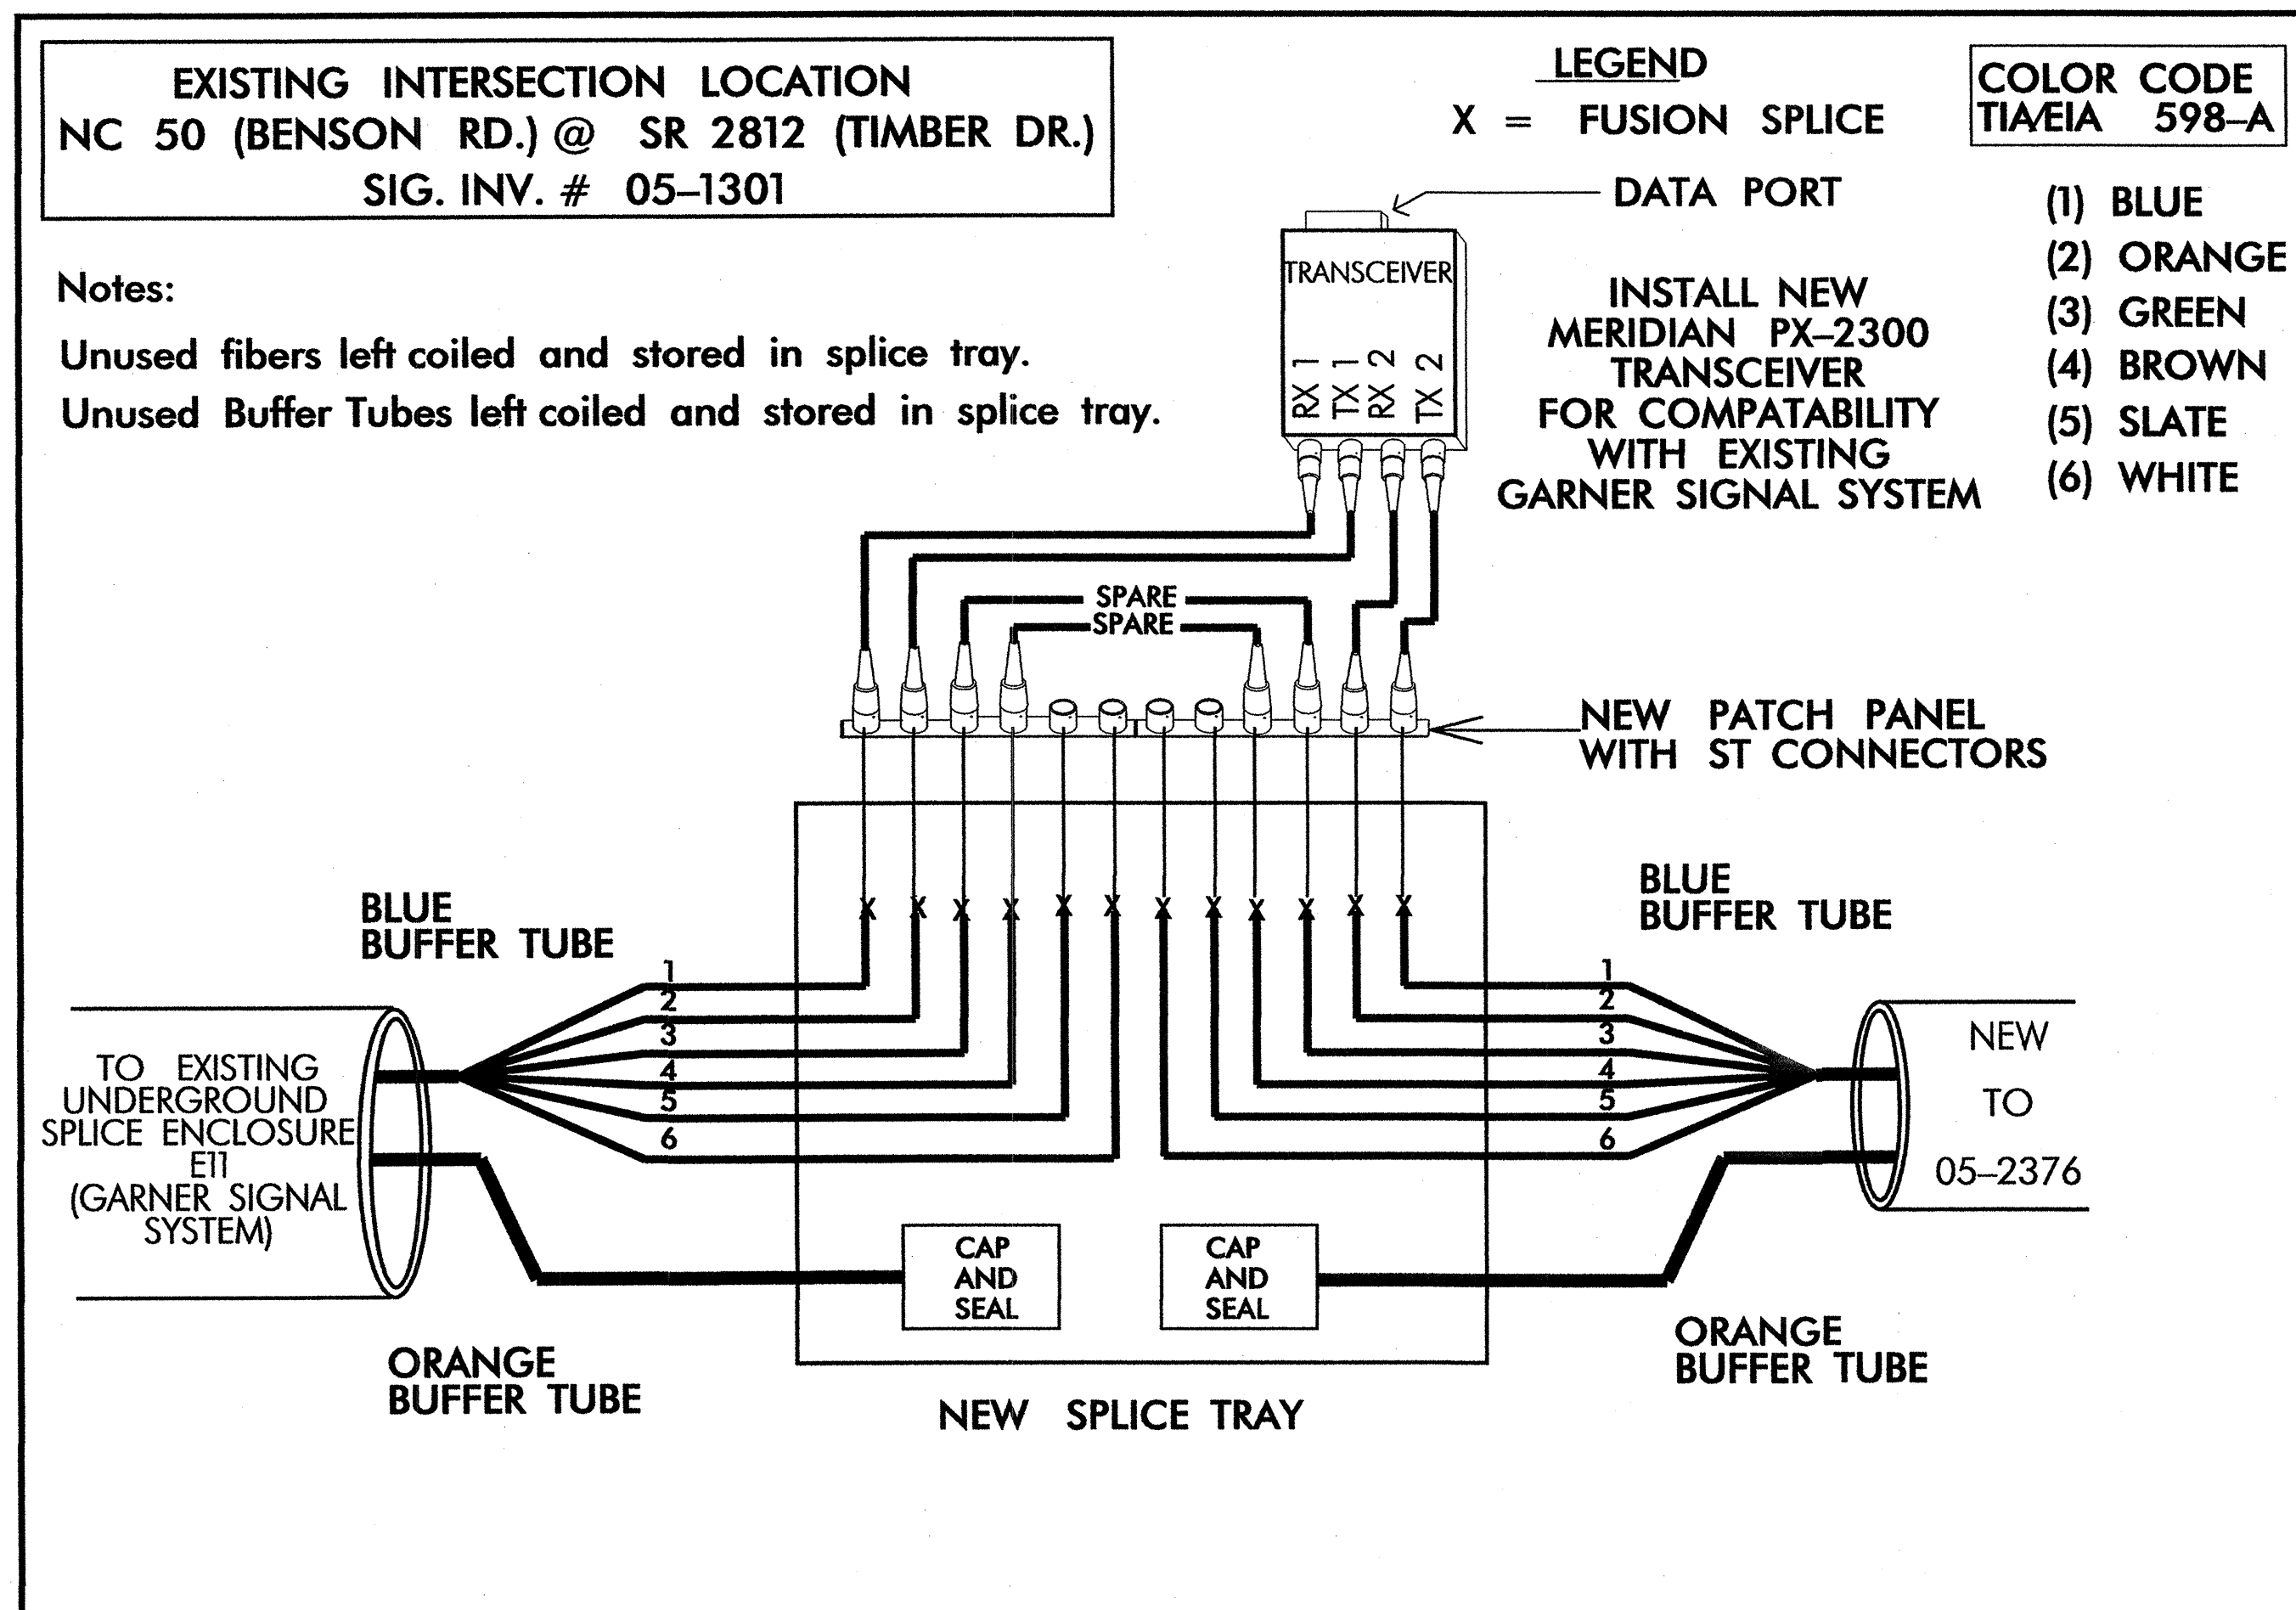 EXISTING INTERSECTION LOCATION
NC 50 (BENSON RD.) @ SR 2812 (TIMBER DR.)
SIG. INV. # 05-1301
LEGEND
X = FUSION SPLICE
COLOR CODE
TIA/EIA 598-A
(1) BLUE
(2) ORANGE
(3) GREEN
(4) BROWN
(5) SLATE
(6) WHITE
Notes:
Unused fibers left coiled and stored in splice tray.
Unused Buffer Tubes left coiled and stored in splice tray.
DATA PORT
TRANSCEIVER
RX 1
TX 1
RX 2
TX 2
INSTALL NEW
MERIDIAN PX-2300
TRANSCEIVER
FOR COMPATABILITY
WITH EXISTING
GARNER SIGNAL SYSTEM
SPARE
SPARE
NEW PATCH PANEL
WITH ST CONNECTORS
X X X X X X X X X X X X
BLUE
BUFFER TUBE
1
2
3
4
5
6
TO EXISTING
UNDERGROUND
SPLICE ENCLOSURE
E11
(GARNER SIGNAL
SYSTEM)
ORANGE
BUFFER TUBE
CAP
AND
SEAL
CAP
AND
SEAL
NEW SPLICE TRAY
BLUE
BUFFER TUBE
1
2
3
4
5
6
NEW
TO
05-2376
ORANGE
BUFFER TUBE